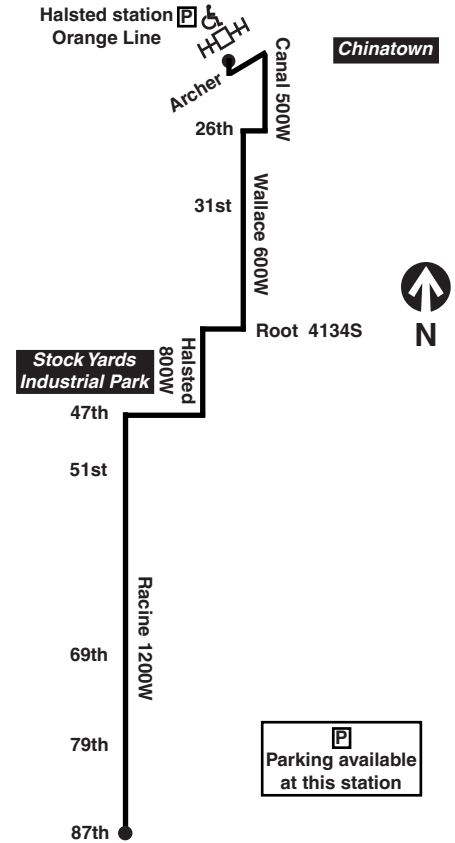 Halsted station P
Orange Line
Chinatown
Archer
Canal 500W
26th
31st
Wallace 600W
N
Root 4134S
Stock Yards
Industrial Park
Halsted
800W
47th
51st
Racine 1200W
69th
79th
P
Parking available
at this station
87th